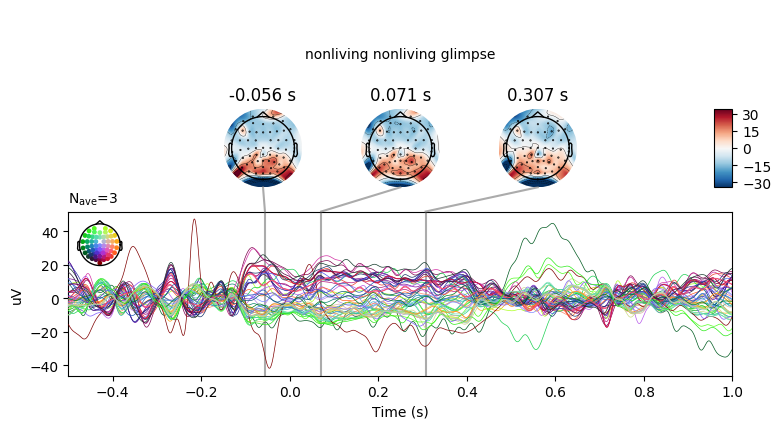 nonliving nonliving glimpse
-0.056 s 0.071 s 0.307 s
30
15
0
−15
−30
Nave=3
40
20
0
−20
−40
uV
−0.4 −0.2 0.0 0.2 0.4 0.6 0.8 1.0
Time (s)